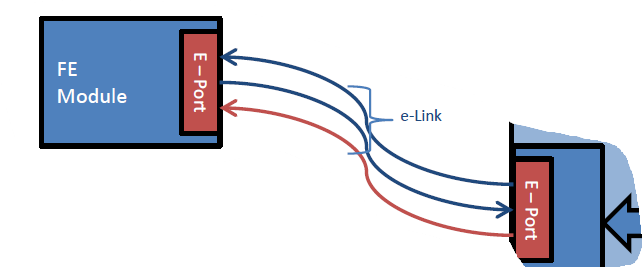 FE
Module
E – Port
e-Link
E – Port